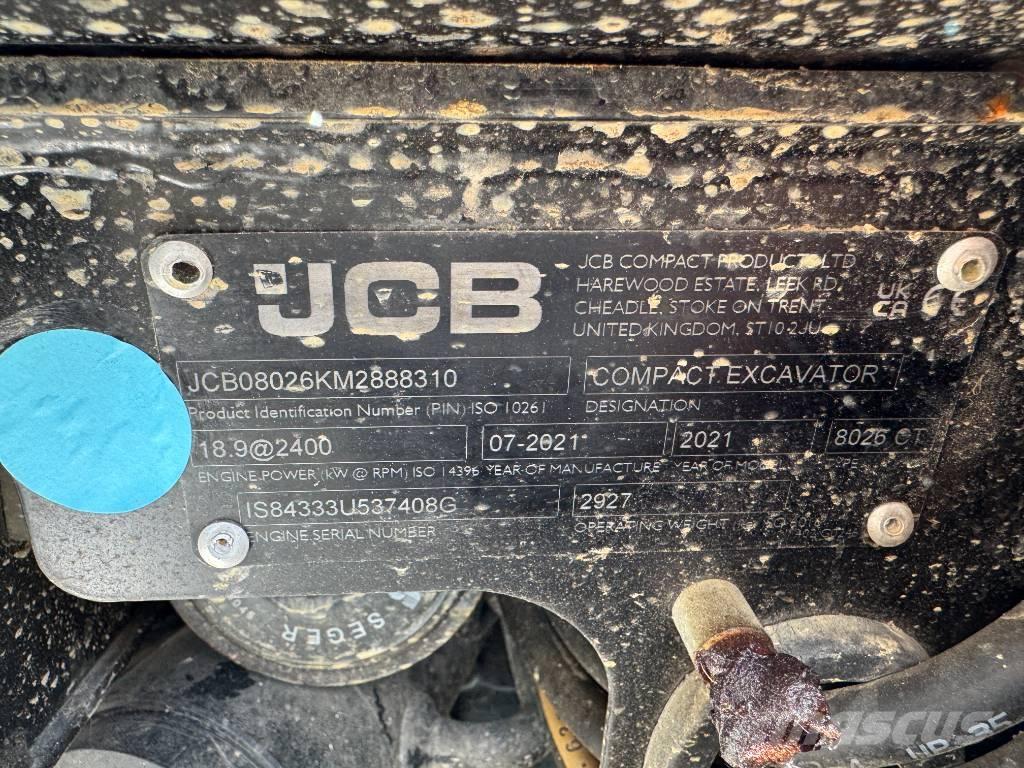 JCB
JCB COMPACT PRODUCTS LTD
HAREWOOD ESTATE, LEEK RD,
CHEADLE, STOKE ON TRENT,
UNITED KINGDOM, ST10 2JU
UK CA CE
JCB08026KM2888310
COMPACT EXCAVATOR
Product Identification Number (PIN) ISO 10261
DESIGNATION
18.9@2400
07-2021
2021
8026 CT
ENGINE POWER (kW @ RPM) ISO 14396
YEAR OF MANUFACTURE
YEAR OF MODEL
TYPE
IS84333U537408G
2927
ENGINE SERIAL NUMBER
OPERATING WEIGHT
SEGER
MASCUS